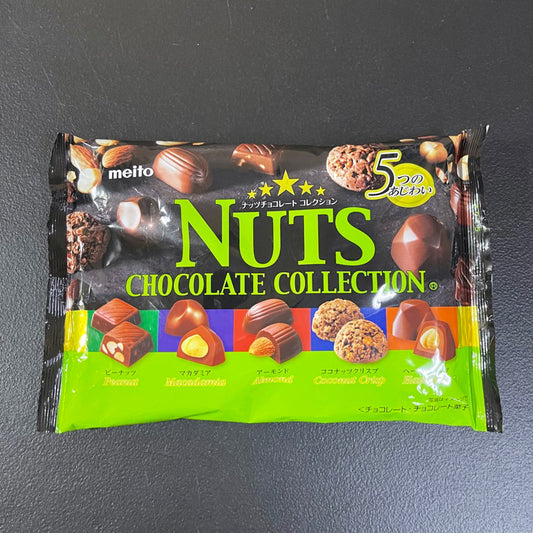 meito
5つの
あじわい
ナッツチョコレート コレクション
NUTS
CHOCOLATE COLLECTION®
ピーナッツ
Peanut
マカダミア
Macadamia
アーモンド
Almond
ココナッツクリスプ
Coconut Crisp
<チョコレート・チョコレート菓子